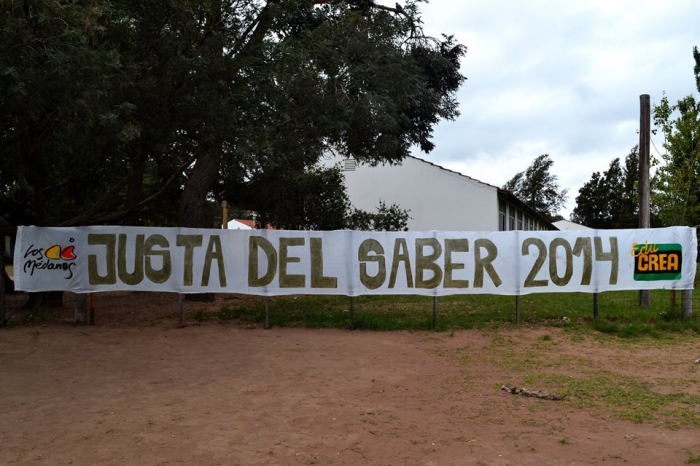 Los Médanos
JUSTA DEL SABER 2014
Edu CREA